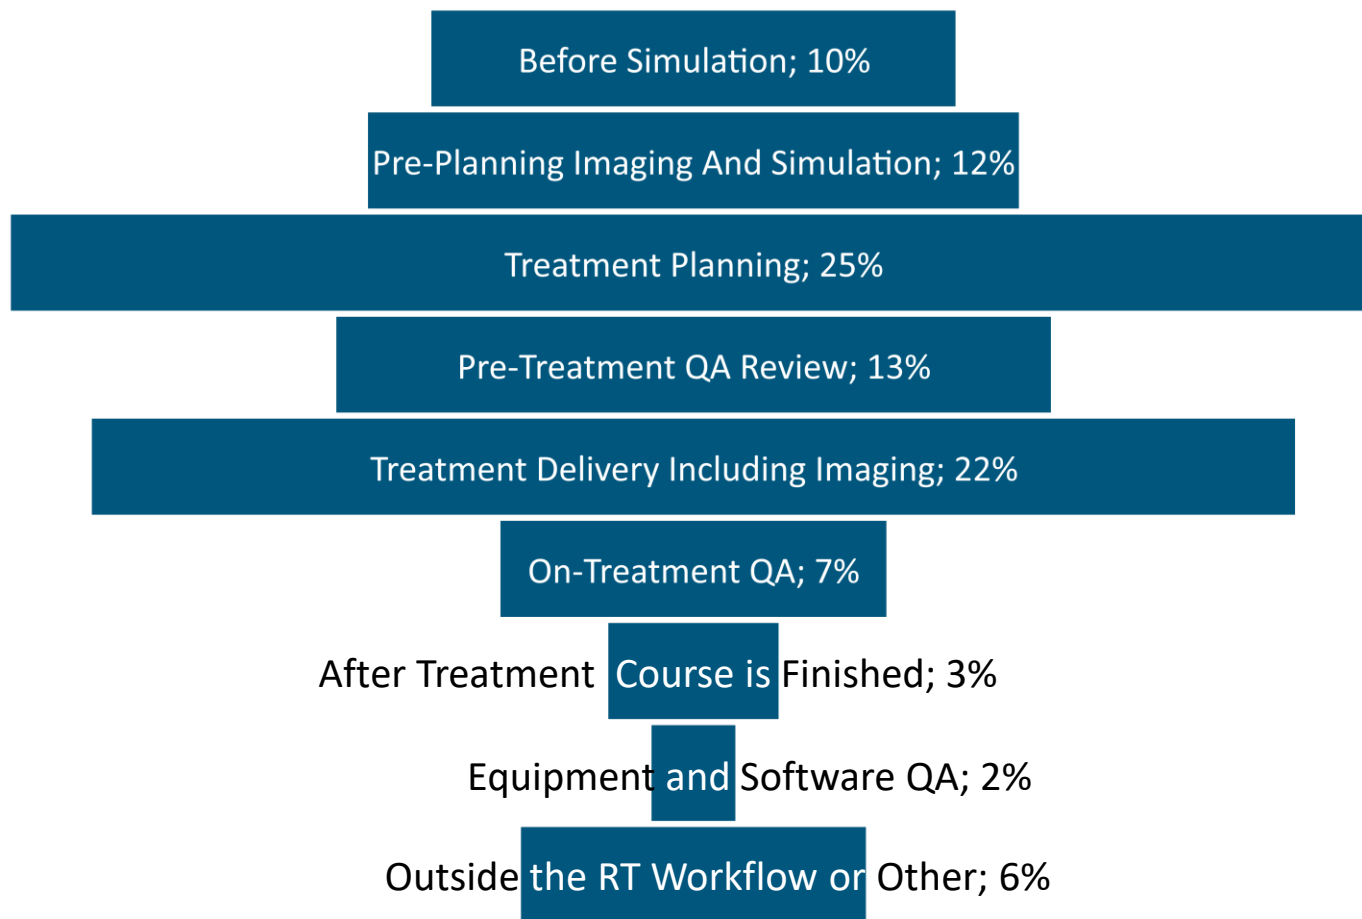 Before Simulation; 10%
Pre-Planning Imaging And Simulation; 12%
Treatment Planning; 25%
Pre-Treatment QA Review; 13%
Treatment Delivery Including Imaging; 22%
On-Treatment QA; 7%
After Treatment Course is Finished; 3%
Equipment and Software QA; 2%
Outside the RT Workflow or Other; 6%